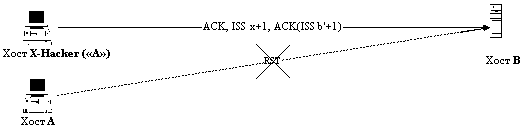 ACK, ISS x+1, ACK(ISS b'+1)
Хост X-Hacker («A»)
Хост B
RST
Хост A